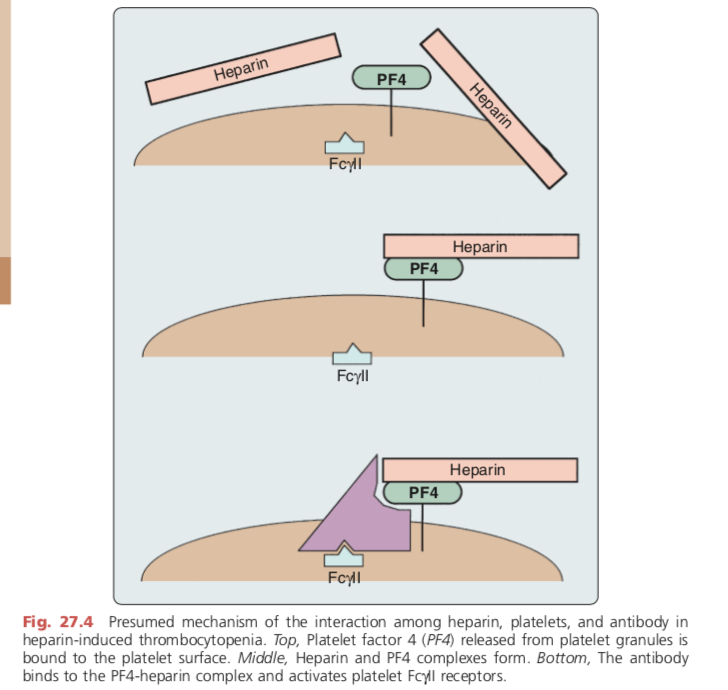 Heparin
PF4
Heparin
FcγII
Heparin
PF4
FcγII
Heparin
PF4
FcγII
Fig. 27.4 Presumed mechanism of the interaction among heparin, platelets, and antibody in
heparin-induced thrombocytopenia. Top, Platelet factor 4 (PF4) released from platelet granules is
bound to the platelet surface. Middle, Heparin and PF4 complexes form. Bottom, The antibody
binds to the PF4-heparin complex and activates platelet FcγII receptors.